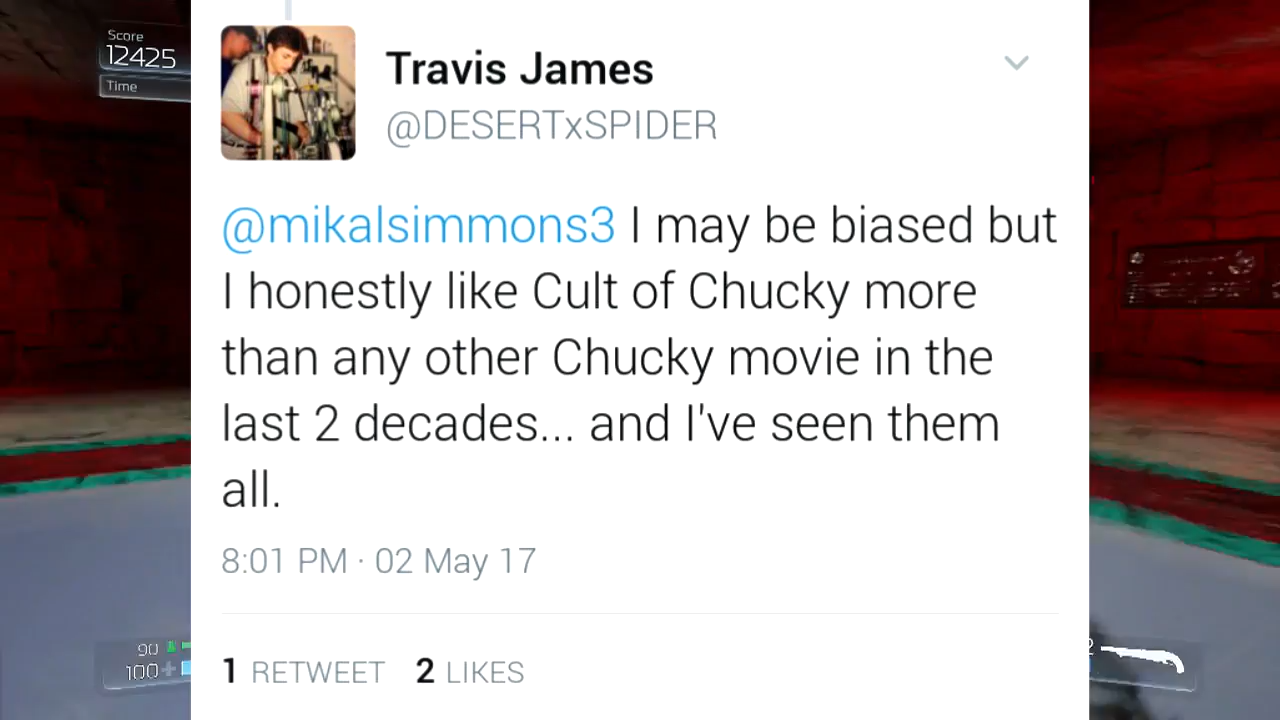 Score
12425
Time
Travis James
@DESERTxSPIDER
@mikalsimmons3 I may be biased but
I honestly like Cult of Chucky more
than any other Chucky movie in the
last 2 decades... and I've seen them
all.
8:01 PM · 02 May 17
1 RETWEET 2 LIKES
90
100
2